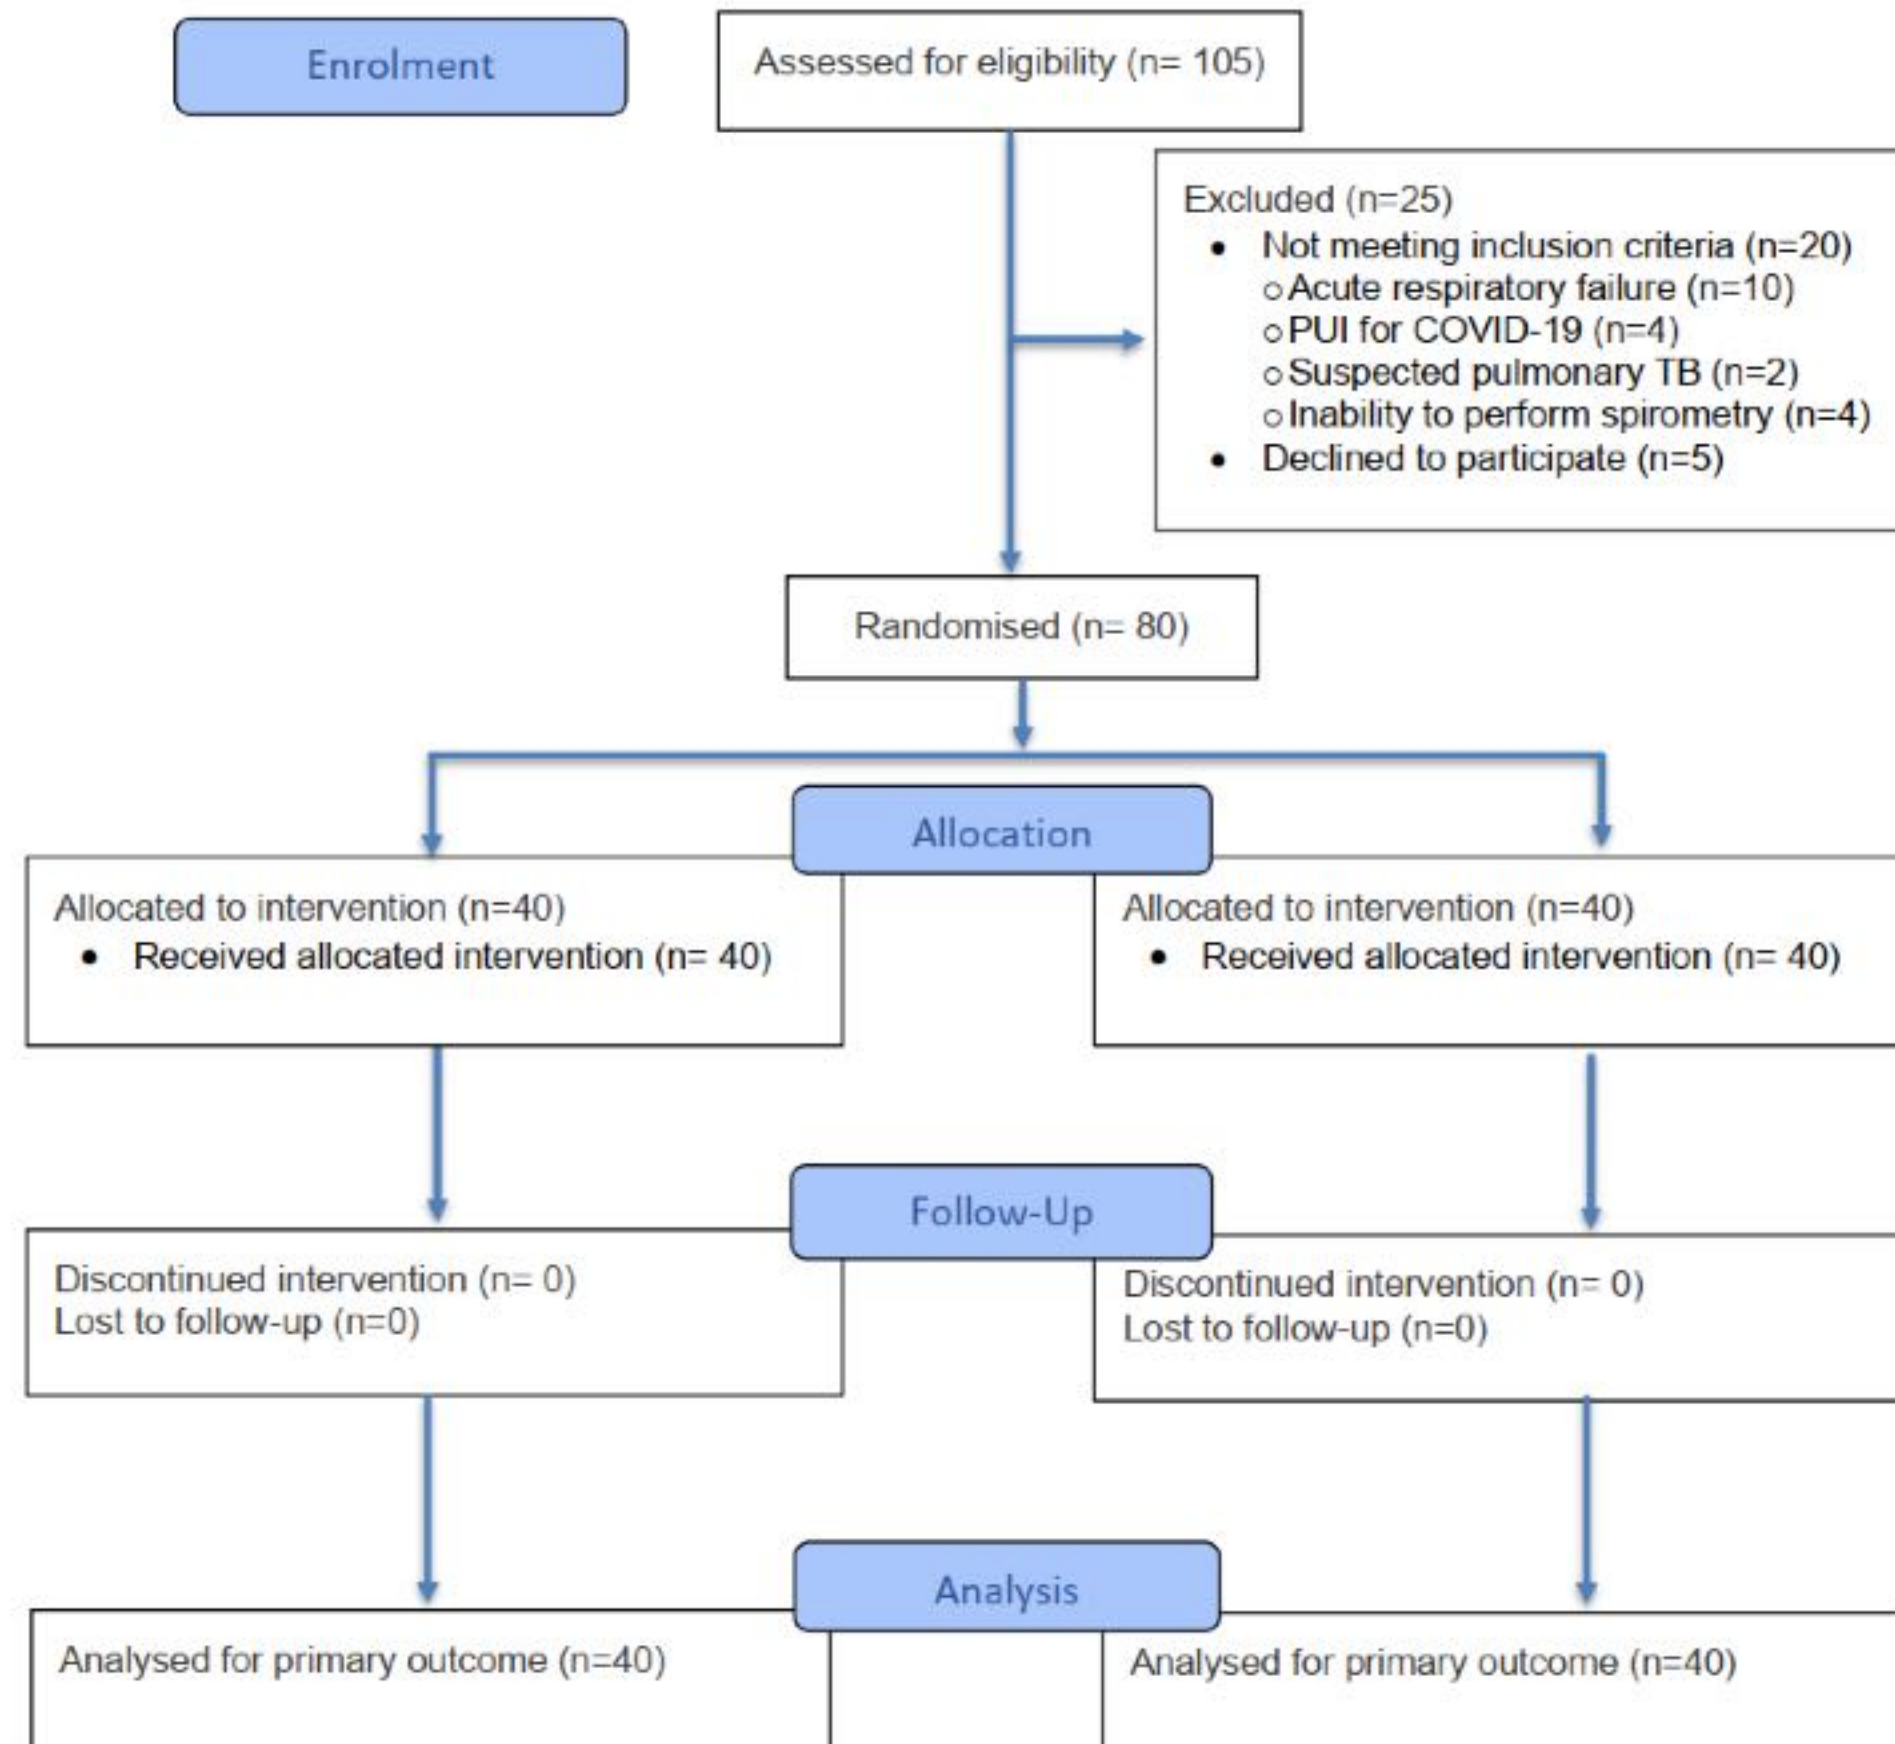 Enrolment
Assessed for eligibility (n= 105)
Excluded (n=25)
• Not meeting inclusion criteria (n=20)
○ Acute respiratory failure (n=10)
○ PUI for COVID-19 (n=4)
○ Suspected pulmonary TB (n=2)
○ Inability to perform spirometry (n=4)
• Declined to participate (n=5)
Randomised (n= 80)
Allocation
Allocated to intervention (n=40)
• Received allocated intervention (n= 40)
Allocated to intervention (n=40)
• Received allocated intervention (n= 40)
Follow-Up
Discontinued intervention (n= 0)
Lost to follow-up (n=0)
Discontinued intervention (n= 0)
Lost to follow-up (n=0)
Analysis
Analysed for primary outcome (n=40)
Analysed for primary outcome (n=40)